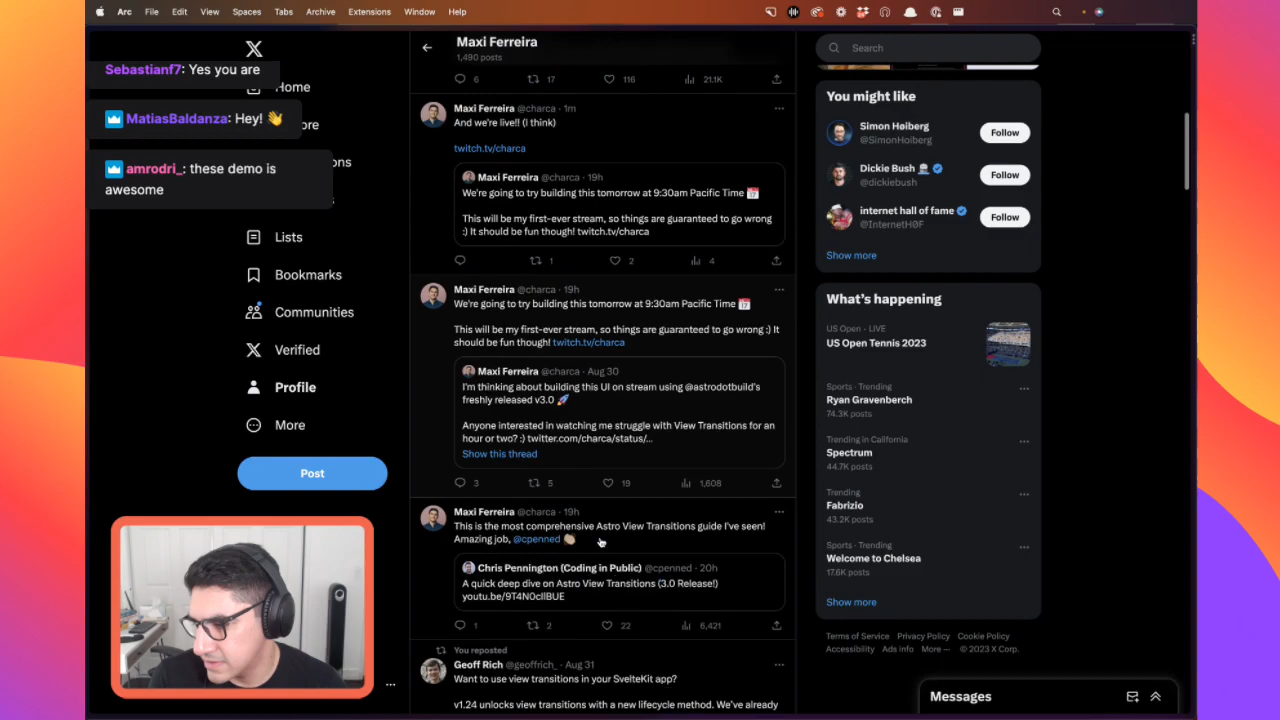 Arc File Edit View Spaces Tabs Archive Extensions Window Help
Sebastianf7: Yes you are
MatiasBaldanza: Hey! 👋
amrodri_: these demo is
awesome
Home
ore
ons
Lists
Bookmarks
Communities
Verified
Profile
More
Post
Maxi Ferreira
1,490 posts
6 17 116 21.1K
Maxi Ferreira @charca · 1m
And we're live!! (I think)
twitch.tv/charca
Maxi Ferreira @charca · 19h
We're going to try building this tomorrow at 9:30am Pacific Time 📅
This will be my first-ever stream, so things are guaranteed to go wrong
:) It should be fun though! twitch.tv/charca
1 2 4
Maxi Ferreira @charca · 19h
We're going to try building this tomorrow at 9:30am Pacific Time 📅
This will be my first-ever stream, so things are guaranteed to go wrong :) It
should be fun though! twitch.tv/charca
Maxi Ferreira @charca · Aug 30
I'm thinking about building this UI on stream using @astrodotbuild's
freshly released v3.0 🚀
Anyone interested in watching me struggle with View Transitions for an
hour or two? :) twitter.com/charca/status/...
Show this thread
3 5 19 1,608
Maxi Ferreira @charca · 19h
This is the most comprehensive Astro View Transitions guide I've seen!
Amazing job, @cpenned 👏🏼
Chris Pennington (Coding in Public) @cpenned · 20h
A quick deep dive on Astro View Transitions (3.0 Release!)
youtu.be/9T4N0cIlBUE
1 2 22 6,421
You reposted
Geoff Rich @geoffrich_ · Aug 31
Want to use view transitions in your SvelteKit app?
v1.24 unlocks view transitions with a new lifecycle method. We've already
Search
You might like
Simon Høiberg
@SimonHoiberg
Follow
Dickie Bush
@dickiebush
Follow
internet hall of fame
@InternetH0F
Follow
Show more
What's happening
US Open · LIVE
US Open Tennis 2023
Sports · Trending
Ryan Gravenberch
74.3K posts
Trending in California
Spectrum
44.7K posts
Trending
Fabrizio
43.2K posts
Sports · Trending
Welcome to Chelsea
17.6K posts
Show more
Terms of Service Privacy Policy Cookie Policy
Accessibility Ads info More ··· © 2023 X Corp.
Messages